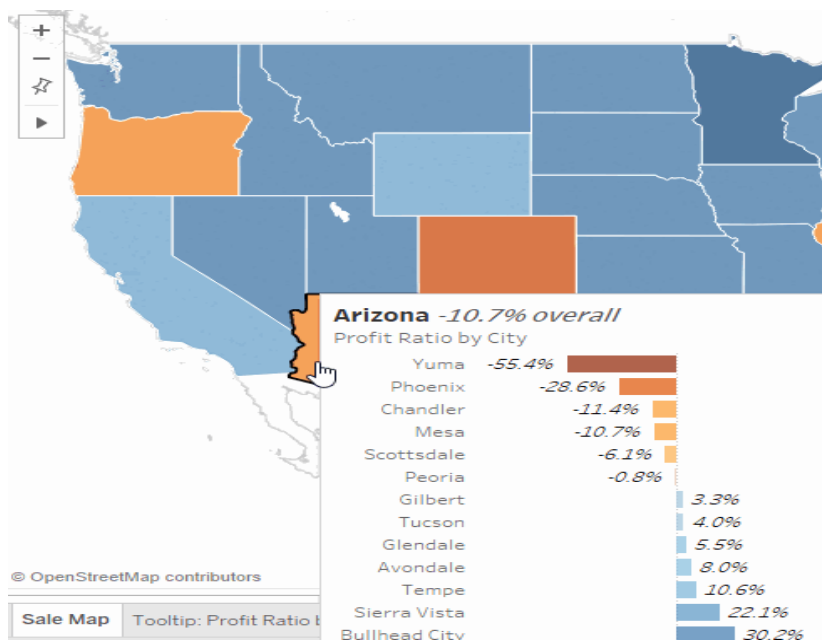 Arizona -10.7% overall
Profit Ratio by City
Yuma -55.4%
Phoenix -28.6%
Chandler -11.4%
Mesa -10.7%
Scottsdale -6.1%
Peoria -0.8%
Gilbert 3.3%
Tucson 4.0%
Glendale 5.5%
Avondale 8.0%
Tempe 10.6%
Sierra Vista 22.1%
Bullhead City 30.2%
© OpenStreetMap contributors
Sale Map Tooltip: Profit Ratio